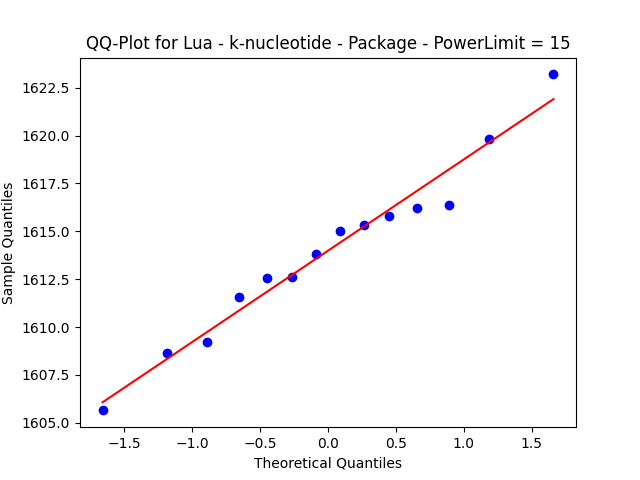 QQ-Plot for Lua - k-nucleotide - Package - PowerLimit = 15
1622.5
1620.0
1617.5
1615.0
1612.5
1610.0
1607.5
1605.0
Sample Quantiles
−1.5 −1.0 −0.5 0.0 0.5 1.0 1.5
Theoretical Quantiles